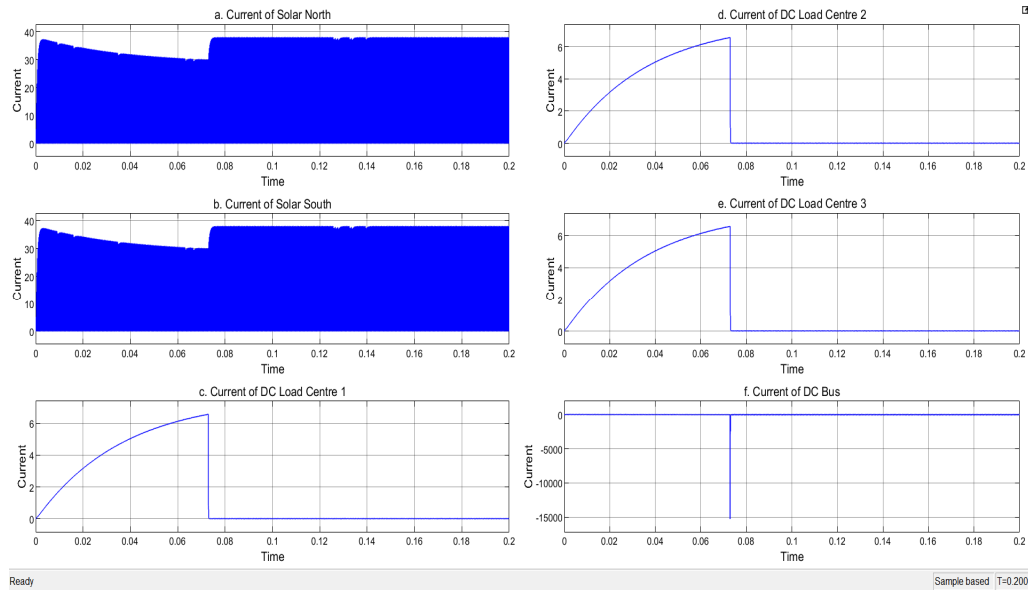 a. Current of Solar North
Current
40
30
20
10
0
0 0.02 0.04 0.06 0.08 0.1 0.12 0.14 0.16 0.18 0.2
Time
b. Current of Solar South
Current
40
30
20
10
0
0 0.02 0.04 0.06 0.08 0.1 0.12 0.14 0.16 0.18 0.2
Time
c. Current of DC Load Centre 1
Current
6
4
2
0
0 0.02 0.04 0.06 0.08 0.1 0.12 0.14 0.16 0.18 0.2
Time
d. Current of DC Load Centre 2
Current
6
4
2
0
0 0.02 0.04 0.06 0.08 0.1 0.12 0.14 0.16 0.18 0.2
Time
e. Current of DC Load Centre 3
Current
6
4
2
0
0 0.02 0.04 0.06 0.08 0.1 0.12 0.14 0.16 0.18 0.2
Time
f. Current of DC Bus
Current
0
-5000
-10000
-15000
0 0.02 0.04 0.06 0.08 0.1 0.12 0.14 0.16 0.18 0.2
Time
Ready
Sample based T=0.200